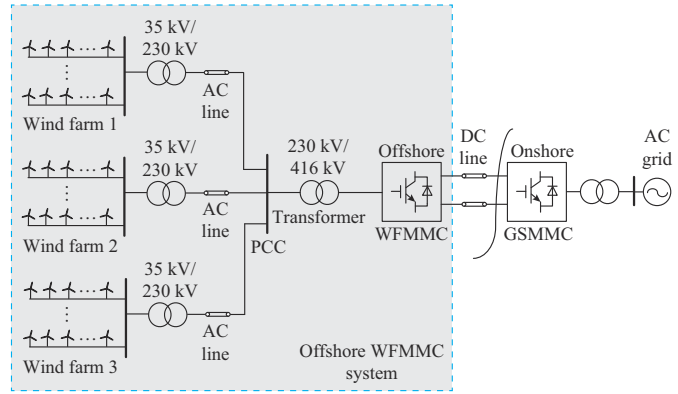 35 kV/
230 kV
AC
line
Wind farm 1
35 kV/
230 kV
AC
line
Wind farm 2
35 kV/
230 kV
AC
line
Wind farm 3
PCC
230 kV/
416 kV
Transformer
Offshore
WFMMC
DC
line
Onshore
GSMMC
AC
grid
Offshore WFMMC
system